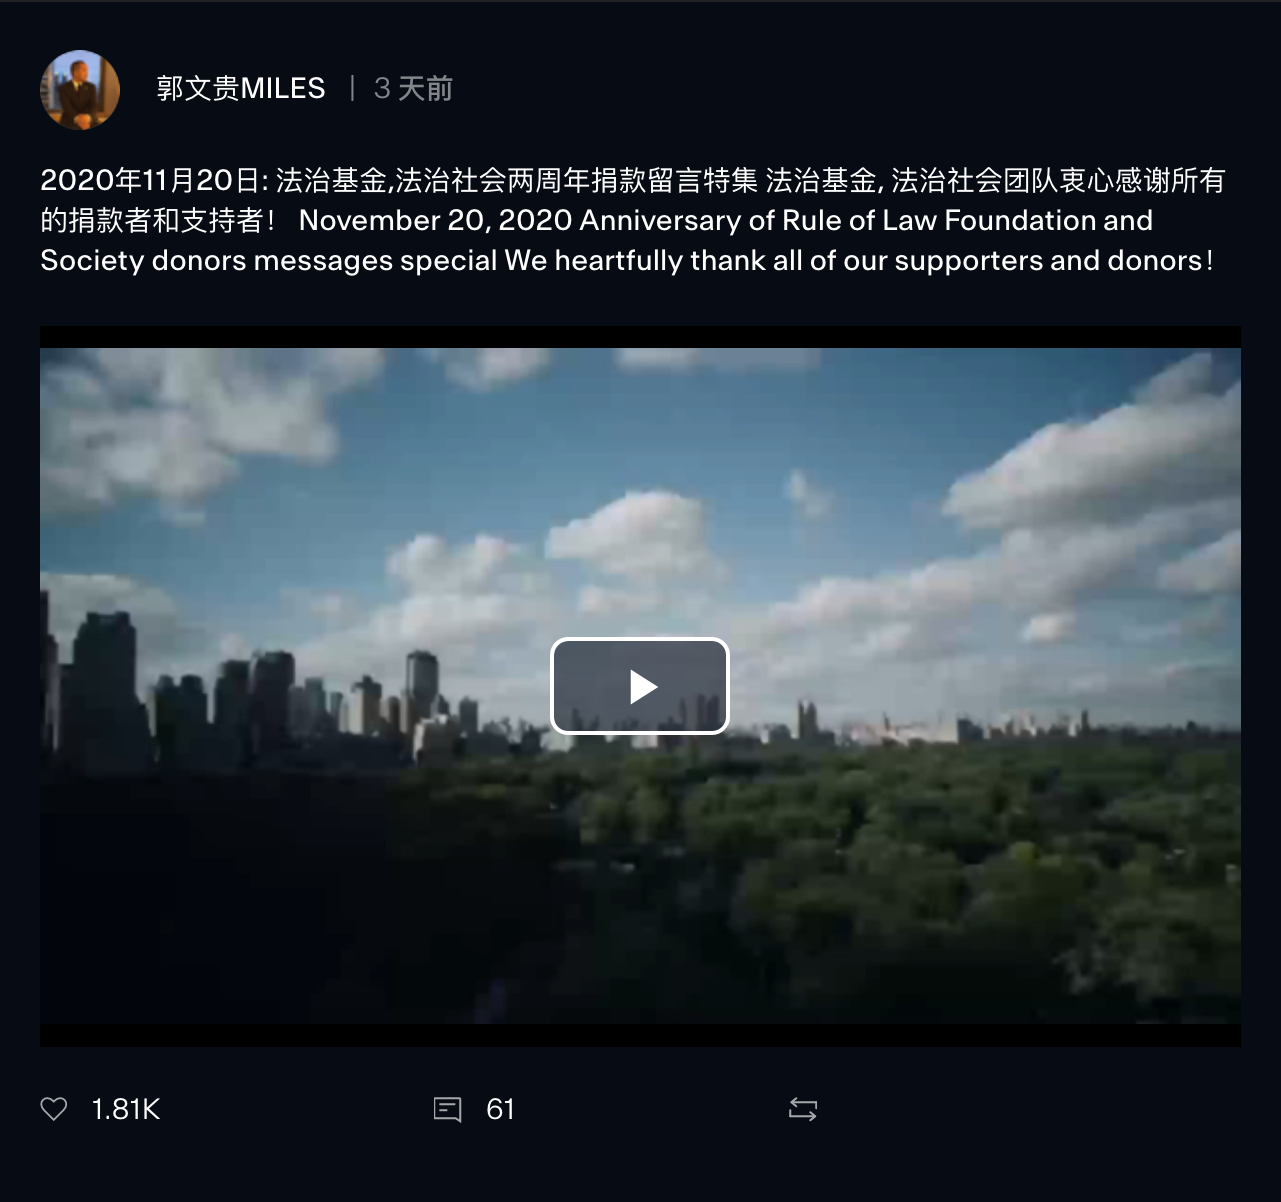 郭文贵MILES | 3 天前
2020年11月20日: 法治基金,法治社会两周年捐款留言特集 法治基金, 法治社会团队衷心感谢所有
的捐款者和支持者！ November 20, 2020 Anniversary of Rule of Law Foundation and
Society donors messages special We heartfully thank all of our supporters and donors！
1.81K 61